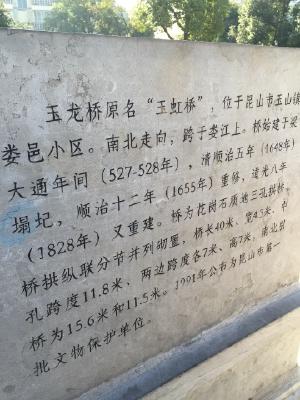 玉龙桥原名“玉虹桥”，位于昆山市玉山镇
娄邑小区。南北走向，跨于娄江上。桥始建于梁
大通年间（527-528年），清顺治五年（1648年）
塌圮，顺治十二年（1655年）重修，道光八年
（1828年）又重建。桥为花岗石质地三孔拱桥，
桥拱纵联分节并列砌置，桥长40米、宽4.5米，中
孔跨度11.8米、两边跨度各7米、高7米，南北引
桥为15.6米和11.5米。1991年公布为昆山市第一
批文物保护单位。